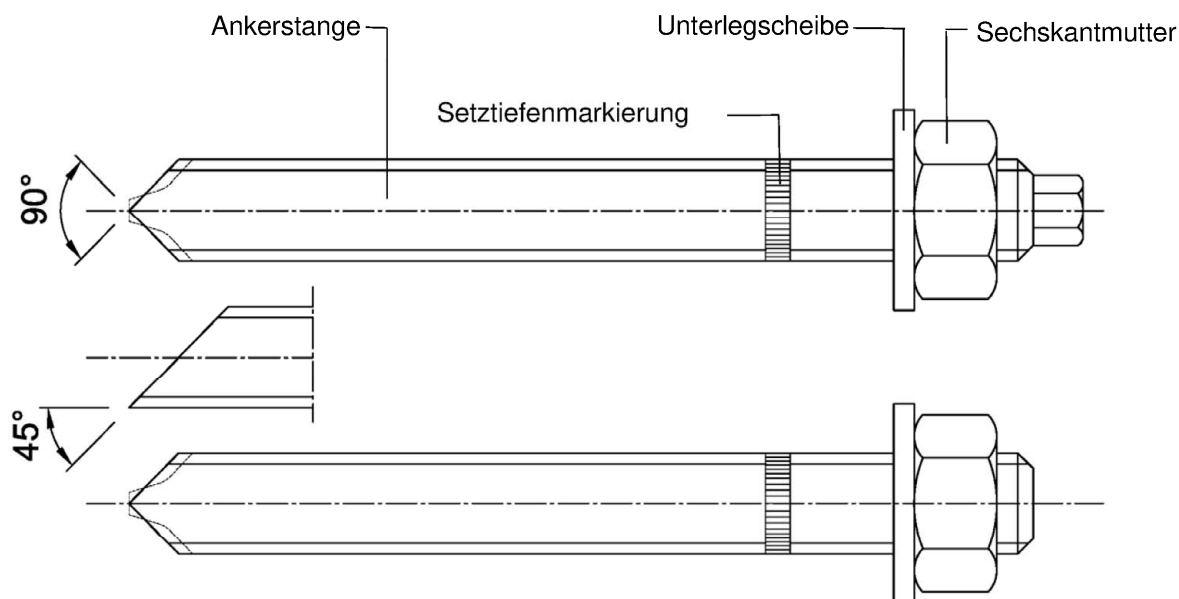 Ankerstange
Unterlegscheibe
Sechskantmutter
Setztiefenmarkierung
90°
45°